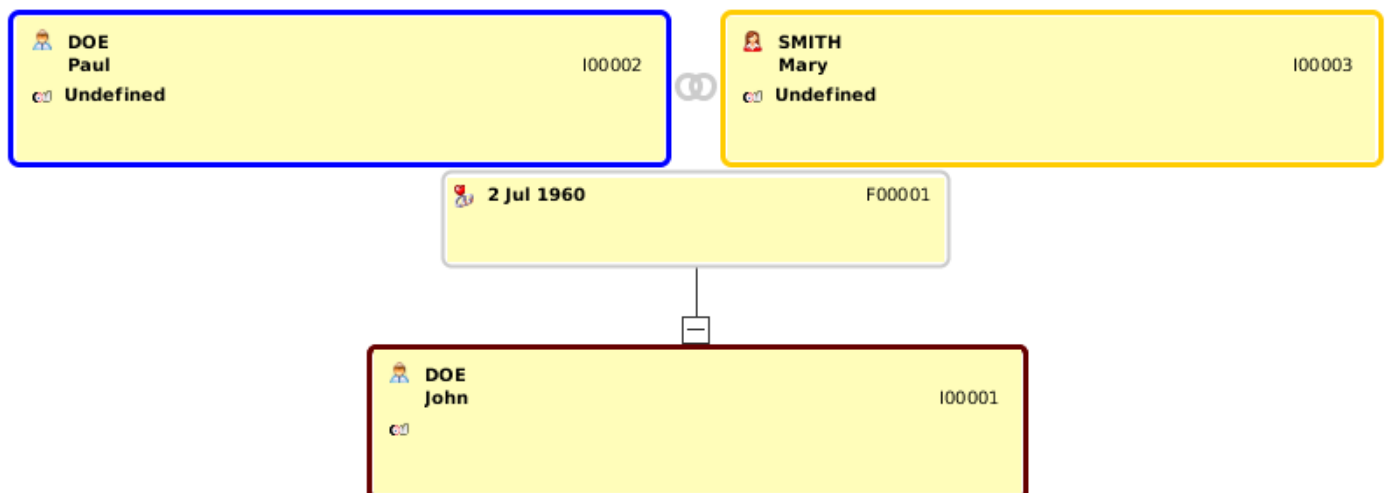 DOE
Paul I00002
Undefined
SMITH
Mary I00003
Undefined
2 Jul 1960 F00001
DOE
John I00001